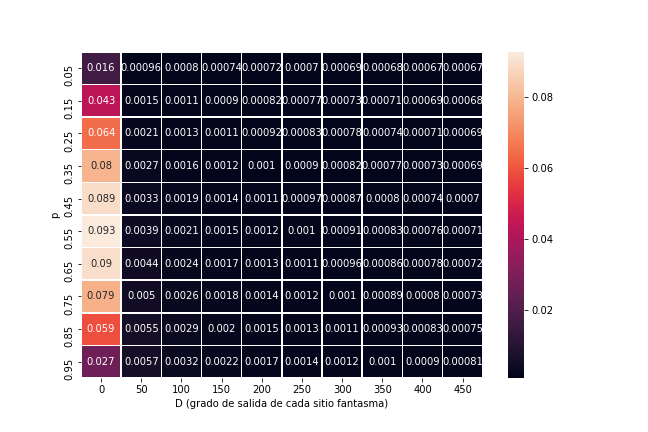 0.05 0.016 0.00096 0.0008 0.00074 0.00072 0.0007 0.00069 0.00068 0.00067 0.00067
0.15 0.043 0.0015 0.0011 0.0009 0.00082 0.00077 0.00073 0.00071 0.00069 0.00068
0.25 0.064 0.0021 0.0013 0.0011 0.00092 0.00083 0.00078 0.00074 0.00071 0.00069
0.35 0.08 0.0027 0.0016 0.0012 0.001 0.0009 0.00082 0.00077 0.00073 0.00069
0.45 0.089 0.0033 0.0019 0.0014 0.0011 0.00097 0.00087 0.0008 0.00074 0.0007
p
0.55 0.093 0.0039 0.0021 0.0015 0.0012 0.001 0.00091 0.00083 0.00076 0.00071
0.65 0.09 0.0044 0.0024 0.0017 0.0013 0.0011 0.00096 0.00086 0.00078 0.00072
0.75 0.079 0.005 0.0026 0.0018 0.0014 0.0012 0.001 0.00089 0.0008 0.00073
0.85 0.059 0.0055 0.0029 0.002 0.0015 0.0013 0.0011 0.00093 0.00083 0.00075
0.95 0.027 0.0057 0.0032 0.0022 0.0017 0.0014 0.0012 0.001 0.0009 0.00081
0 50 100 150 200 250 300 350 400 450
D (grado de salida de cada sitio fantasma)
0.08
0.06
0.04
0.02